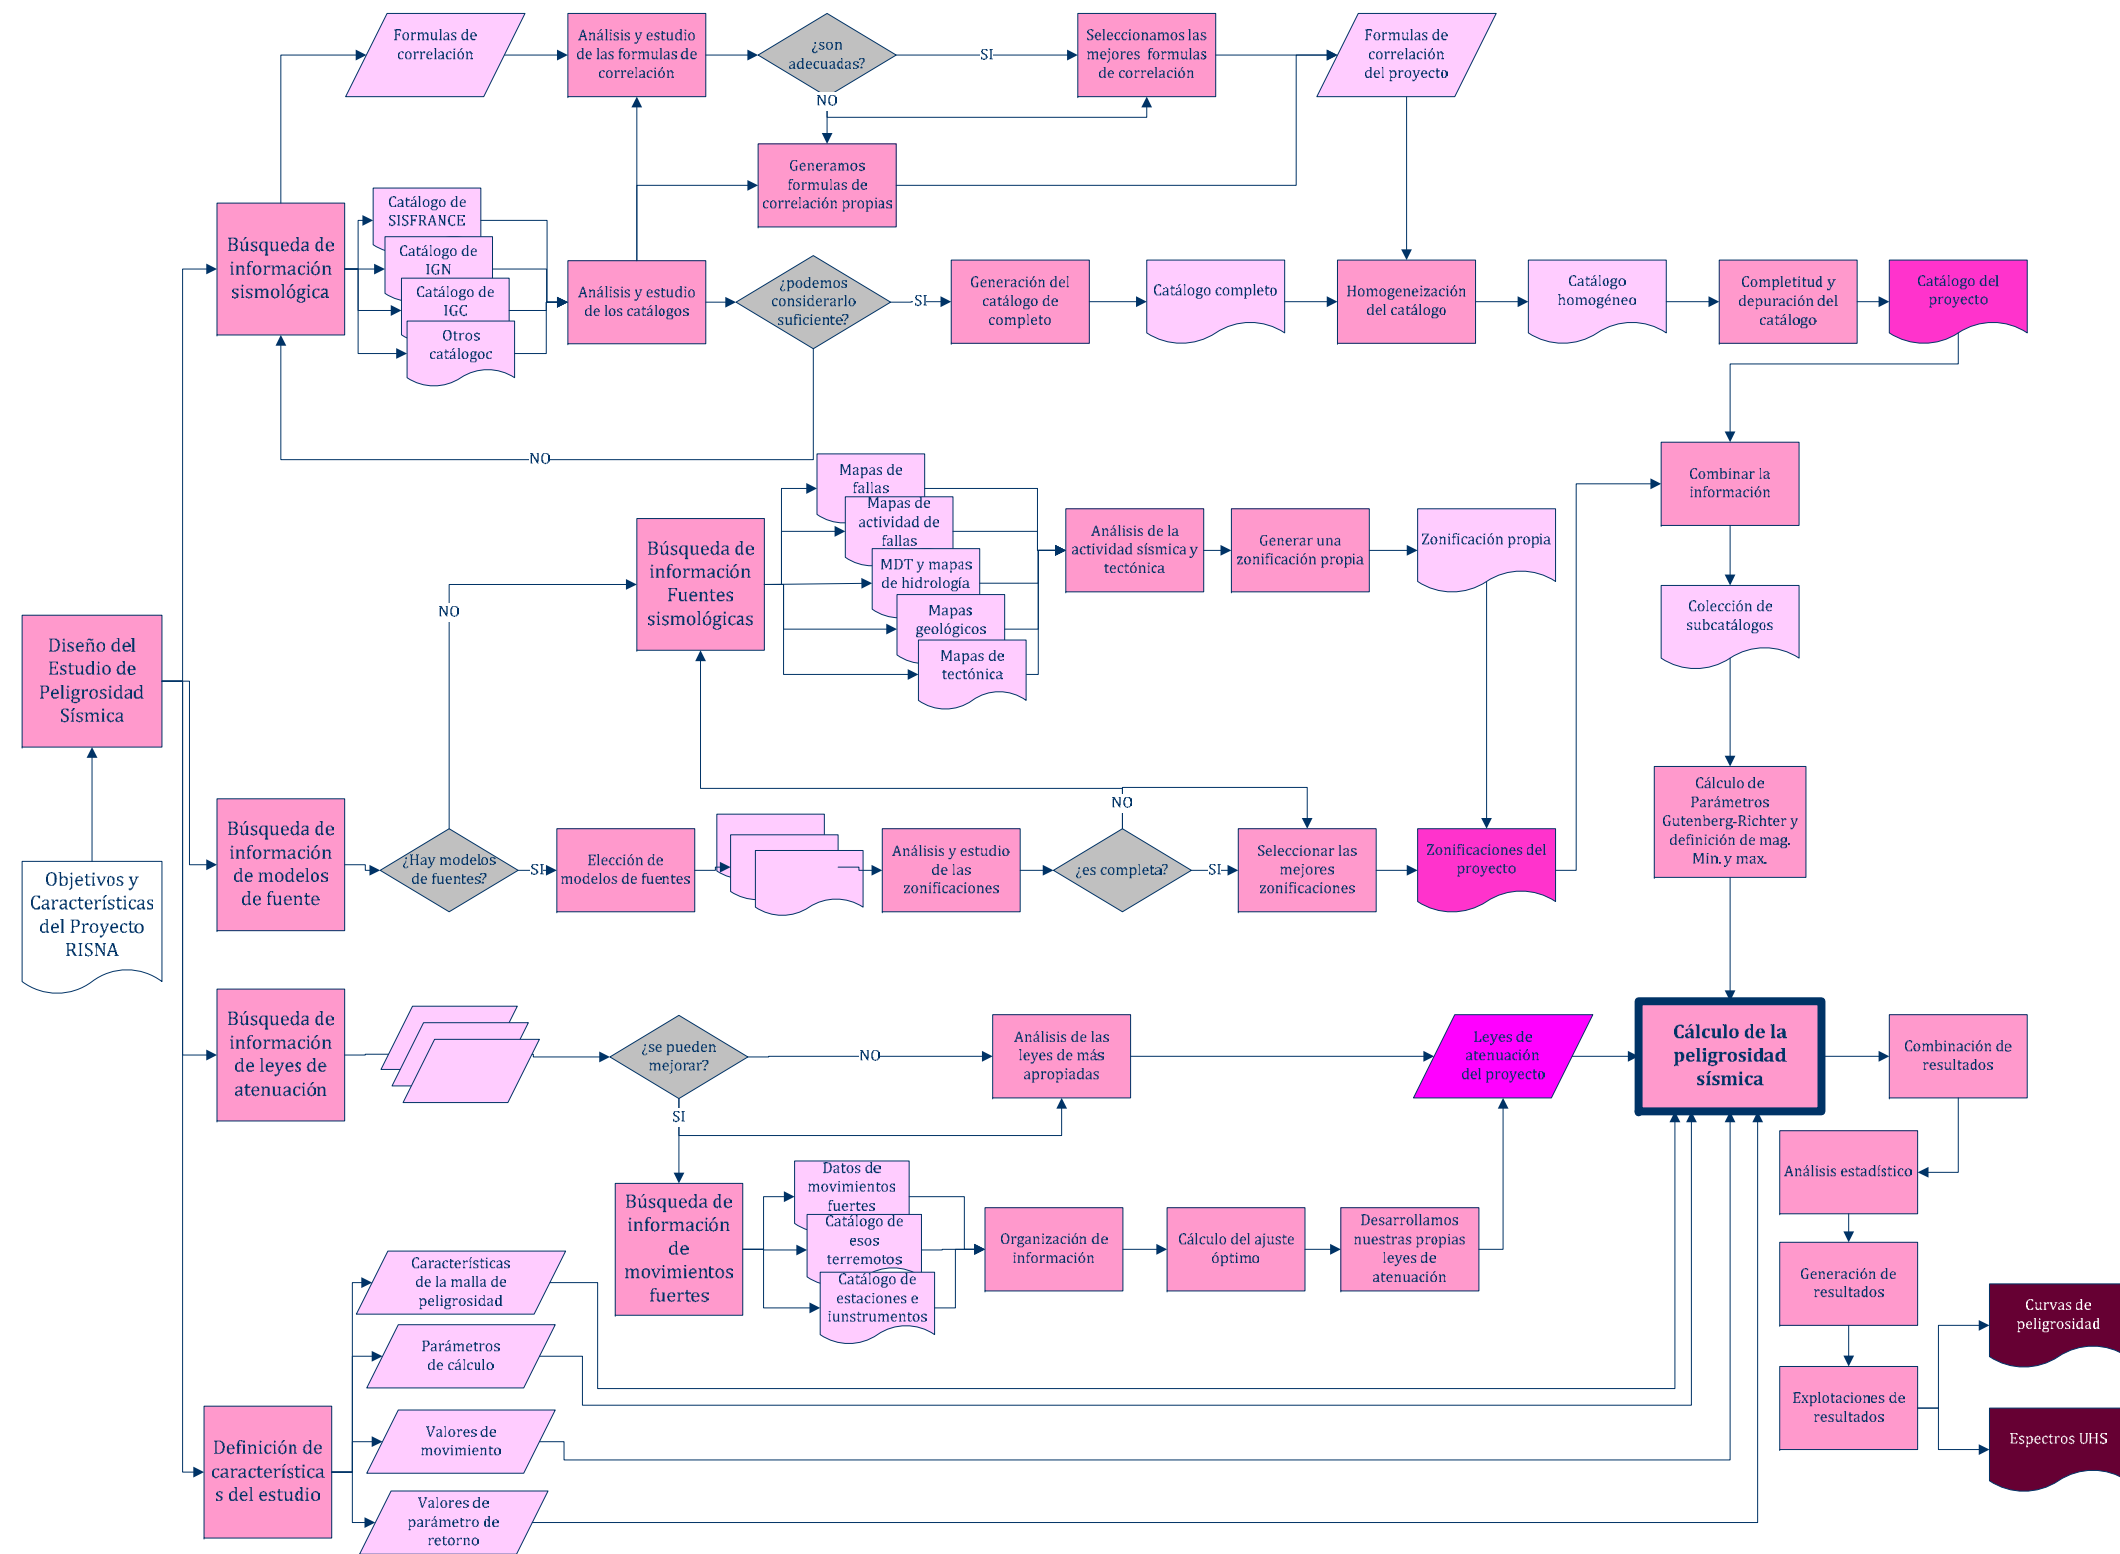 Formulas de
correlación
Análisis y estudio
de las formulas de
correlación
¿son
adecuadas?
SI
NO
Seleccionamos las
mejores formulas
de correlación
Formulas de
correlación
del proyecto
Generamos
formulas de
correlación propias
Búsqueda de
información
sismológica
Catálogo de
SISFRANCE
Catálogo de
IGN
Catálogo de
IGC
Otros
catálogoc
Análisis y estudio
de los catálogos
¿podemos
considerarlo
suficiente?
SI
NO
Generación del
catálogo de
completo
Catálogo completo
Homogeneización
del catálogo
Catálogo
homogéneo
Completitud y
depuración del
catálogo
Catálogo del
proyecto
Combinar la
información
Colección de
subcatálogos
Cálculo de
Parámetros
Gutenberg-Richter y
definición de mag.
Min. y max.
Búsqueda de
información
Fuentes
sismológicas
Mapas de
fallas
Mapas de
actividad de
fallas
MDT y mapas
de hidrología
Mapas
geológicos
Mapas de
tectónica
Análisis de la
actividad sísmica y
tectónica
Generar una
zonificación propia
Zonificación propia
Diseño del
Estudio de
Peligrosidad
Sísmica
Objetivos y
Características
del Proyecto
RISNA
Búsqueda de
información
de modelos
de fuente
¿Hay modelos
de fuentes?
NO
SI
Elección de
modelos de fuentes
Análisis y estudio
de las
zonificaciones
¿es completa?
NO
SI
Seleccionar las
mejores
zonificaciones
Zonificaciones del
proyecto
Búsqueda de
información
de leyes de
atenuación
¿se pueden
mejorar?
NO
SI
Análisis de las
leyes de más
apropiadas
Leyes de
atenuación
del proyecto
Cálculo de la
peligrosidad
sísmica
Combinación de
resultados
Análisis estadístico
Generación de
resultados
Explotaciones de
resultados
Curvas de
peligrosidad
Espectros UHS
Búsqueda de
información
de
movimientos
fuertes
Datos de
movimientos
fuertes
Catálogo de
esos
terremotos
Catálogo de
estaciones e
iunstrumentos
Organización de
información
Cálculo del ajuste
óptimo
Desarrollamos
nuestras propias
leyes de
atenuación
Definición de
característica
s del estudio
Características
de la malla de
peligrosidad
Parámetros
de cálculo
Valores de
movimiento
Valores de
parámetro de
retorno